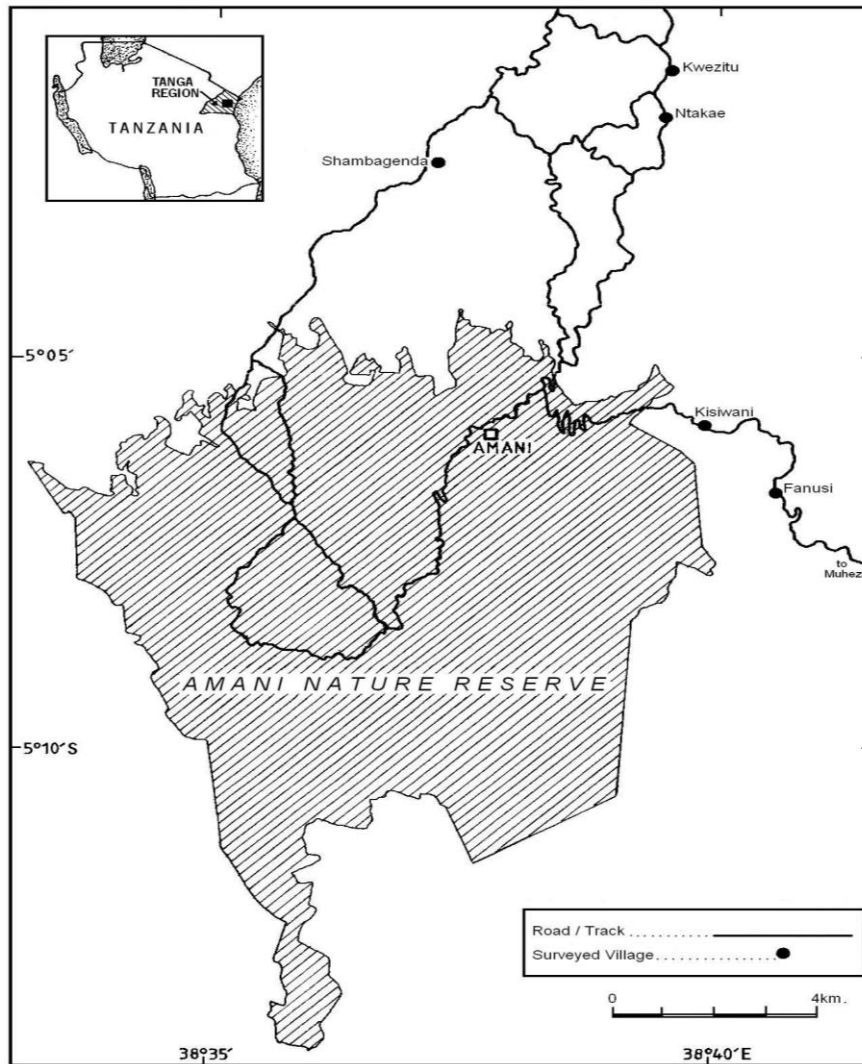 TANGA
REGION
TANZANIA
Kwezitu
Ntakae
Shambagenda
5°05′
Kisiwani
AMANI
Fanusi
to
Muhez
AMANI NATURE RESERVE
5°10′S
Road / Track
Surveyed Village
0 4km.
38°35′
38°40′E